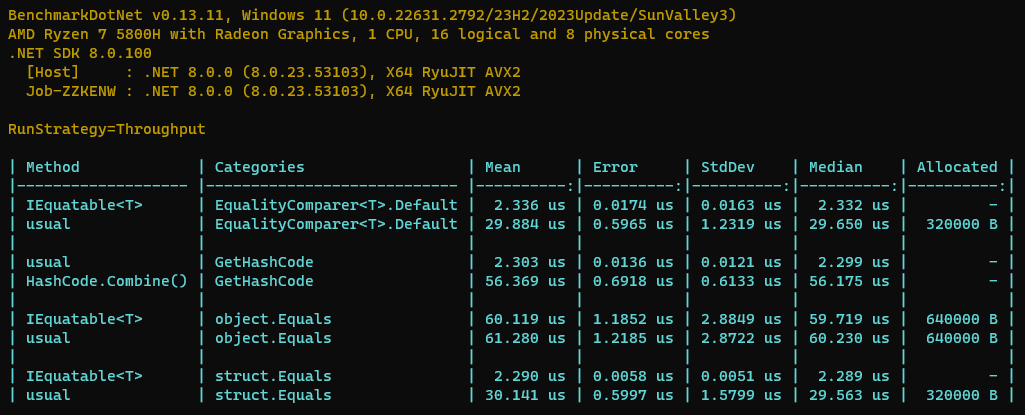 BenchmarkDotNet v0.13.11, Windows 11 (10.0.22631.2792/23H2/2023Update/SunValley3)
AMD Ryzen 7 5800H with Radeon Graphics, 1 CPU, 16 logical and 8 physical cores
.NET SDK 8.0.100
  [Host]     : .NET 8.0.0 (8.0.23.53103), X64 RyuJIT AVX2
  Job-ZZKENW : .NET 8.0.0 (8.0.23.53103), X64 RyuJIT AVX2

RunStrategy=Throughput

| Method             | Categories                  | Mean      | Error     | StdDev    | Median    | Allocated |
|------------------- |---------------------------- |----------:|----------:|----------:|----------:|----------:|
| IEquatable<T>      | EqualityComparer<T>.Default |  2.336 us | 0.0174 us | 0.0163 us |  2.332 us |         - |
| usual              | EqualityComparer<T>.Default | 29.884 us | 0.5965 us | 1.2319 us | 29.650 us |  320000 B |
|                    |                             |           |           |           |           |           |
| usual              | GetHashCode                 |  2.303 us | 0.0136 us | 0.0121 us |  2.299 us |         - |
| HashCode.Combine() | GetHashCode                 | 56.369 us | 0.6918 us | 0.6133 us | 56.175 us |         - |
|                    |                             |           |           |           |           |           |
| IEquatable<T>      | object.Equals               | 60.119 us | 1.1852 us | 2.8849 us | 59.719 us |  640000 B |
| usual              | object.Equals               | 61.280 us | 1.2185 us | 2.8722 us | 60.230 us |  640000 B |
|                    |                             |           |           |           |           |           |
| IEquatable<T>      | struct.Equals               |  2.290 us | 0.0058 us | 0.0051 us |  2.289 us |         - |
| usual              | struct.Equals               | 30.141 us | 0.5997 us | 1.5799 us | 29.563 us |  320000 B |